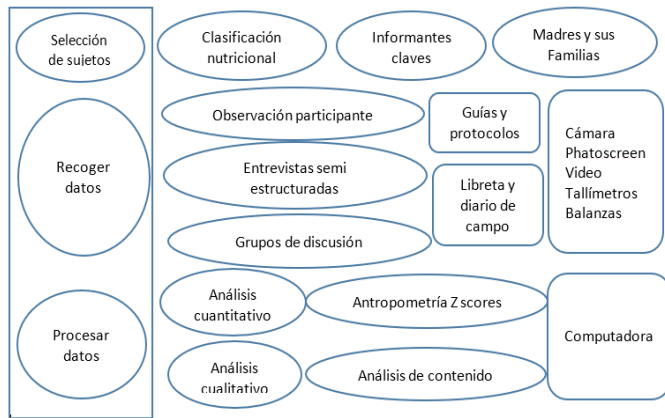 Selección
de sujetos
Clasificación
nutricional
Informantes
claves
Madres y sus
Familias
Recoger
datos
Observación participante
Guías y
protocolos
Cámara
Phatoscreen
Video
Tallímetros
Balanzas
Entrevistas semi
estructuradas
Libreta y
diario de
campo
Grupos de discusión
Procesar
datos
Análisis
cuantitativo
Antropometría Z scores
Computadora
Análisis
cualitativo
Análisis de contenido